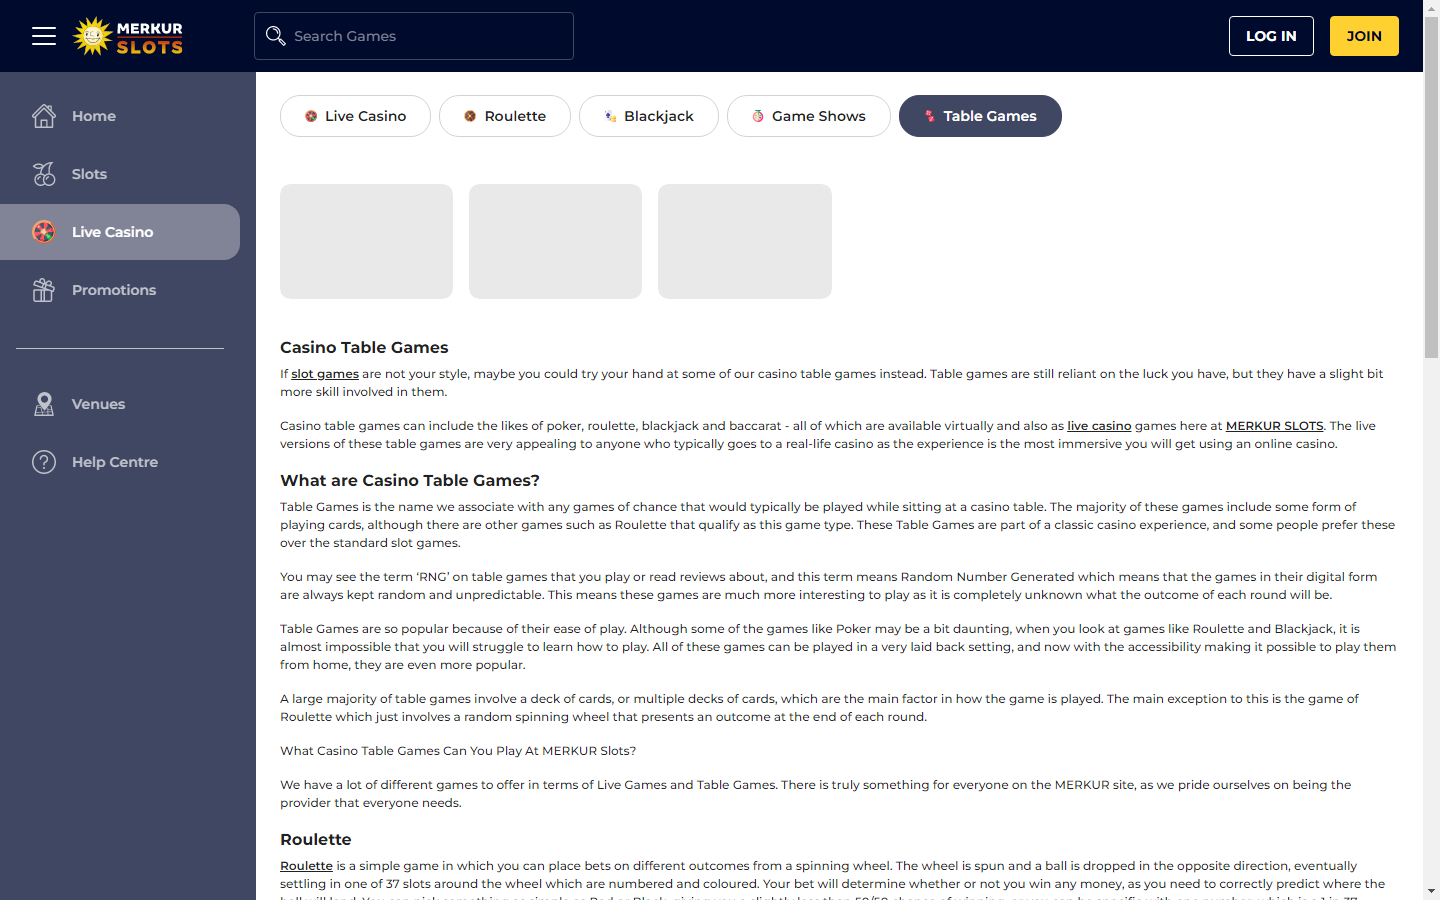 MERKUR
SLOTS
Search Games
LOG IN
JOIN
Home
Slots
Live Casino
Promotions
Venues
Help Centre
Live Casino
Roulette
Blackjack
Game Shows
Table Games
Casino Table Games
If slot games are not your style, maybe you could try your hand at some of our casino table games instead. Table games are still reliant on the luck you have, but they have a slight bit
more skill involved in them.
Casino table games can include the likes of poker, roulette, blackjack and baccarat - all of which are available virtually and also as live casino games here at MERKUR SLOTS. The live
versions of these table games are very appealing to anyone who typically goes to a real-life casino as the experience is the most immersive you will get using an online casino.
What are Casino Table Games?
Table Games is the name we associate with any games of chance that would typically be played while sitting at a casino table. The majority of these games include some form of
playing cards, although there are other games such as Roulette that qualify as this game type. These Table Games are part of a classic casino experience, and some people prefer these
over the standard slot games.
You may see the term ‘RNG’ on table games that you play or read reviews about, and this term means Random Number Generated which means that the games in their digital form
are always kept random and unpredictable. This means these games are much more interesting to play as it is completely unknown what the outcome of each round will be.
Table Games are so popular because of their ease of play. Although some of the games like Poker may be a bit daunting, when you look at games like Roulette and Blackjack, it is
almost impossible that you will struggle to learn how to play. All of these games can be played in a very laid back setting, and now with the accessibility making it possible to play them
from home, they are even more popular.
A large majority of table games involve a deck of cards, or multiple decks of cards, which are the main factor in how the game is played. The main exception to this is the game of
Roulette which just involves a random spinning wheel that presents an outcome at the end of each round.
What Casino Table Games Can You Play At MERKUR Slots?
We have a lot of different games to offer in terms of Live Games and Table Games. There is truly something for everyone on the MERKUR site, as we pride ourselves on being the
provider that everyone needs.
Roulette
Roulette is a simple game in which you can place bets on different outcomes from a spinning wheel. The wheel is spun and a ball is dropped in the opposite direction, eventually
settling in one of 37 slots around the wheel which are numbered and coloured. Your bet will determine whether or not you win any money, as you need to correctly predict where the